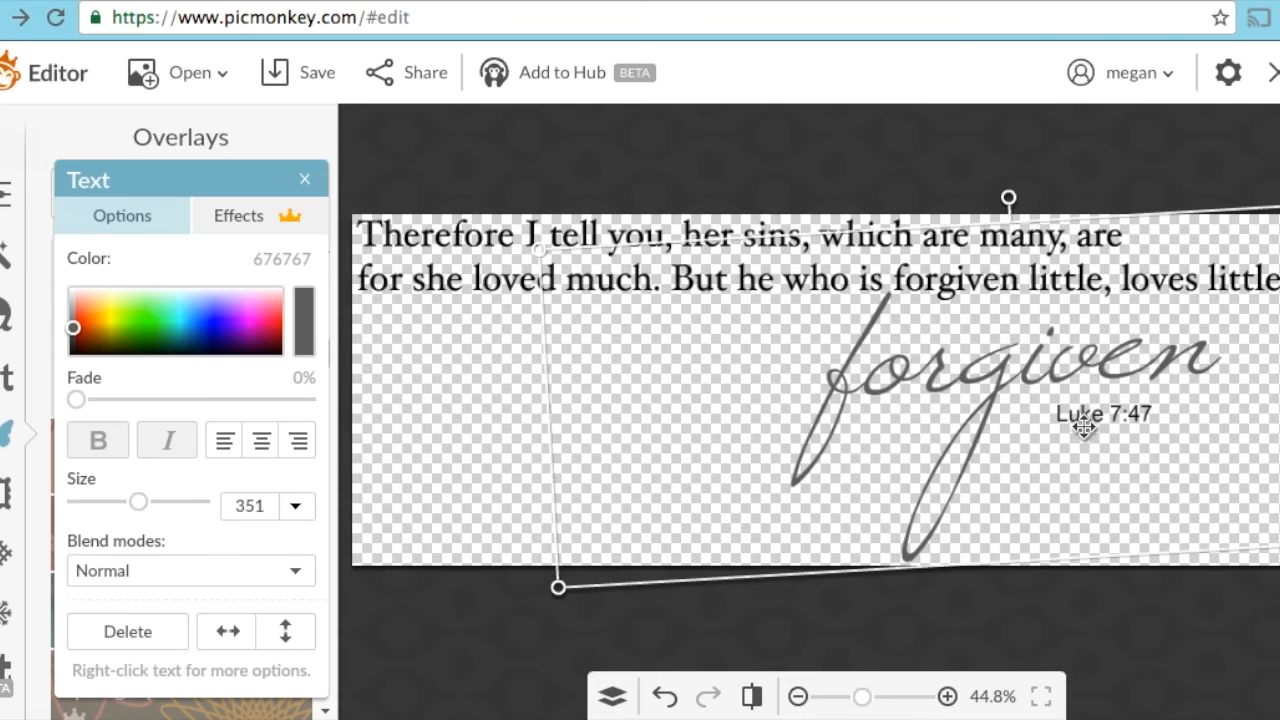 https://www.picmonkey.com/#edit
Editor
Open
Save
Share
Add to Hub BETA
megan
Overlays
Text
X
Options
Effects
Color:
676767
Fade
0%
B
I
Size
351
Blend modes:
Normal
Delete
Right-click text for more options.
Therefore I tell you, her sins, which are many, are
for she loved much. But he who is forgiven little, loves little
forgiven
Luke 7:47
44.8%